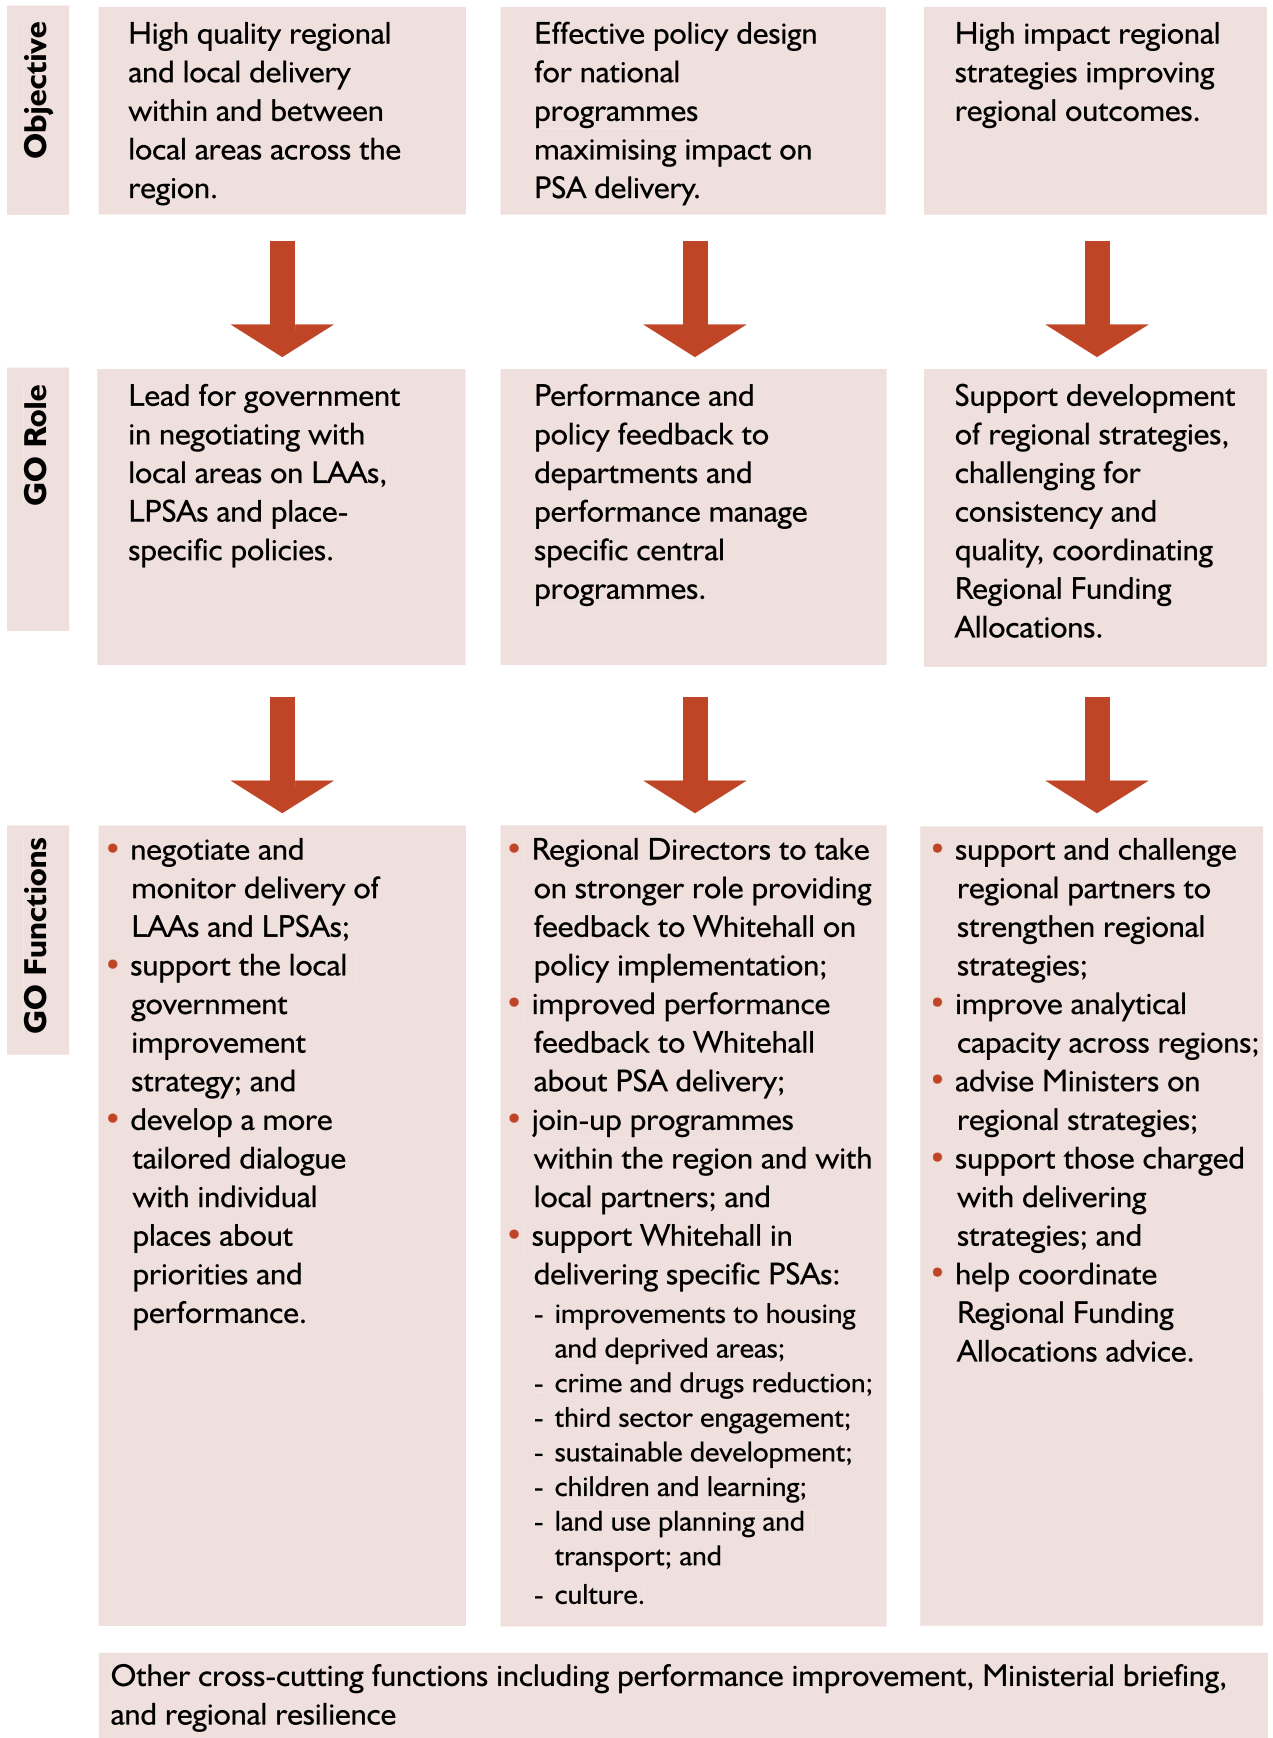 Objective
High quality regional
and local delivery
within and between
local areas across the
region.
Effective policy design
for national
programmes
maximising impact on
PSA delivery.
High impact regional
strategies improving
regional outcomes.
GO Role
Lead for government
in negotiating with
local areas on LAAs,
LPSAs and place-
specific policies.
Performance and
policy feedback to
departments and
performance manage
specific central
programmes.
Support development
of regional strategies,
challenging for
consistency and
quality, coordinating
Regional Funding
Allocations.
GO Functions
• negotiate and
monitor delivery of
LAAs and LPSAs;
• support the local
government
improvement
strategy; and
• develop a more
tailored dialogue
with individual
places about
priorities and
performance.
• Regional Directors to take
on stronger role providing
feedback to Whitehall on
policy implementation;
• improved performance
feedback to Whitehall
about PSA delivery;
• join-up programmes
within the region and with
local partners; and
• support Whitehall in
delivering specific PSAs:
- improvements to housing
and deprived areas;
- crime and drugs reduction;
- third sector engagement;
- sustainable development;
- children and learning;
- land use planning and
transport; and
- culture.
• support and challenge
regional partners to
strengthen regional
strategies;
• improve analytical
capacity across regions;
• advise Ministers on
regional strategies;
• support those charged
with delivering
strategies; and
• help coordinate
Regional Funding
Allocations advice.
Other cross-cutting functions including performance improvement, Ministerial briefing,
and regional resilience